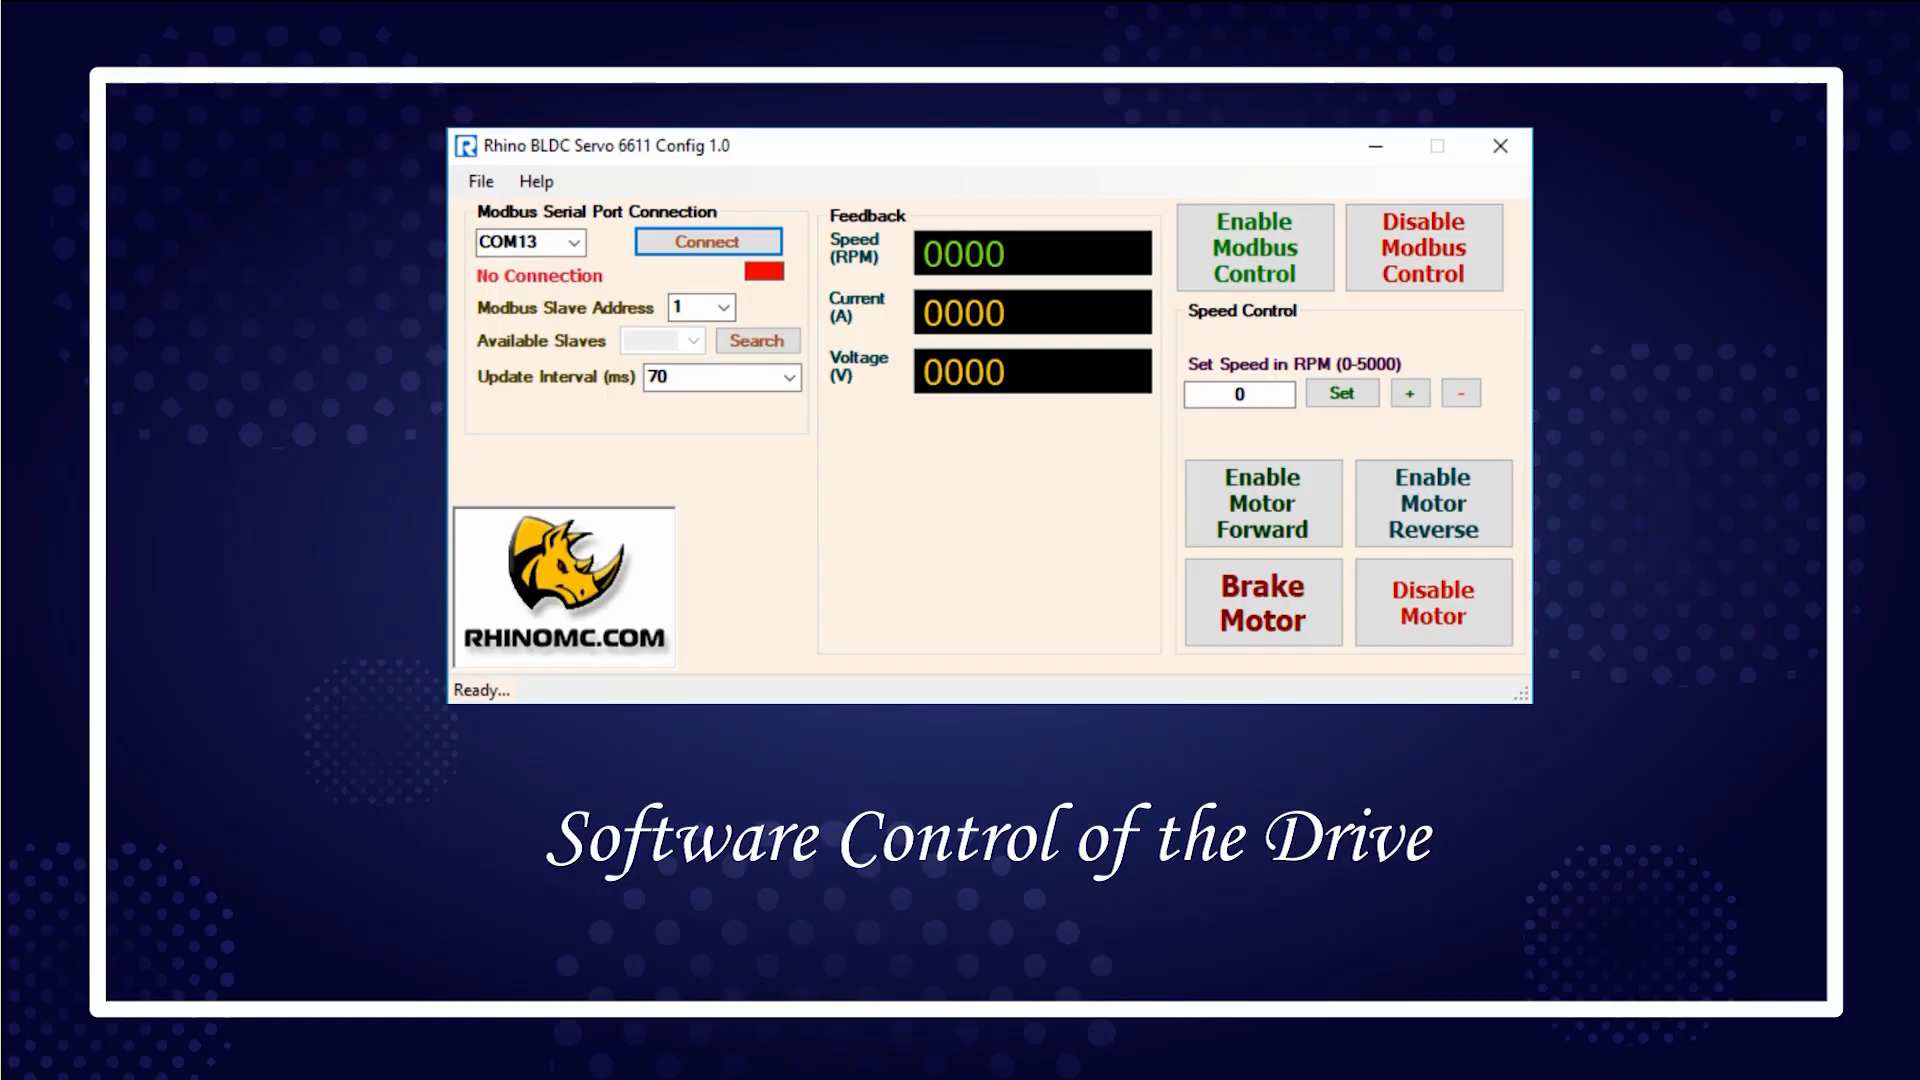 Rhino BLDC Servo 6611 Config 1.0
File Help
Modbus Serial Port Connection
COM13
Connect
No Connection
Modbus Slave Address 1
Available Slaves
Search
Update Interval (ms) 70
RHINOMC.COM
Feedback
Speed
(RPM)
0000
Current
(A)
0000
Voltage
(V)
0000
Enable
Modbus
Control
Disable
Modbus
Control
Speed Control
Set Speed in RPM (0-5000)
0 Set + -
Enable
Motor
Forward
Enable
Motor
Reverse
Brake
Motor
Disable
Motor
Ready...
Software Control of the Drive